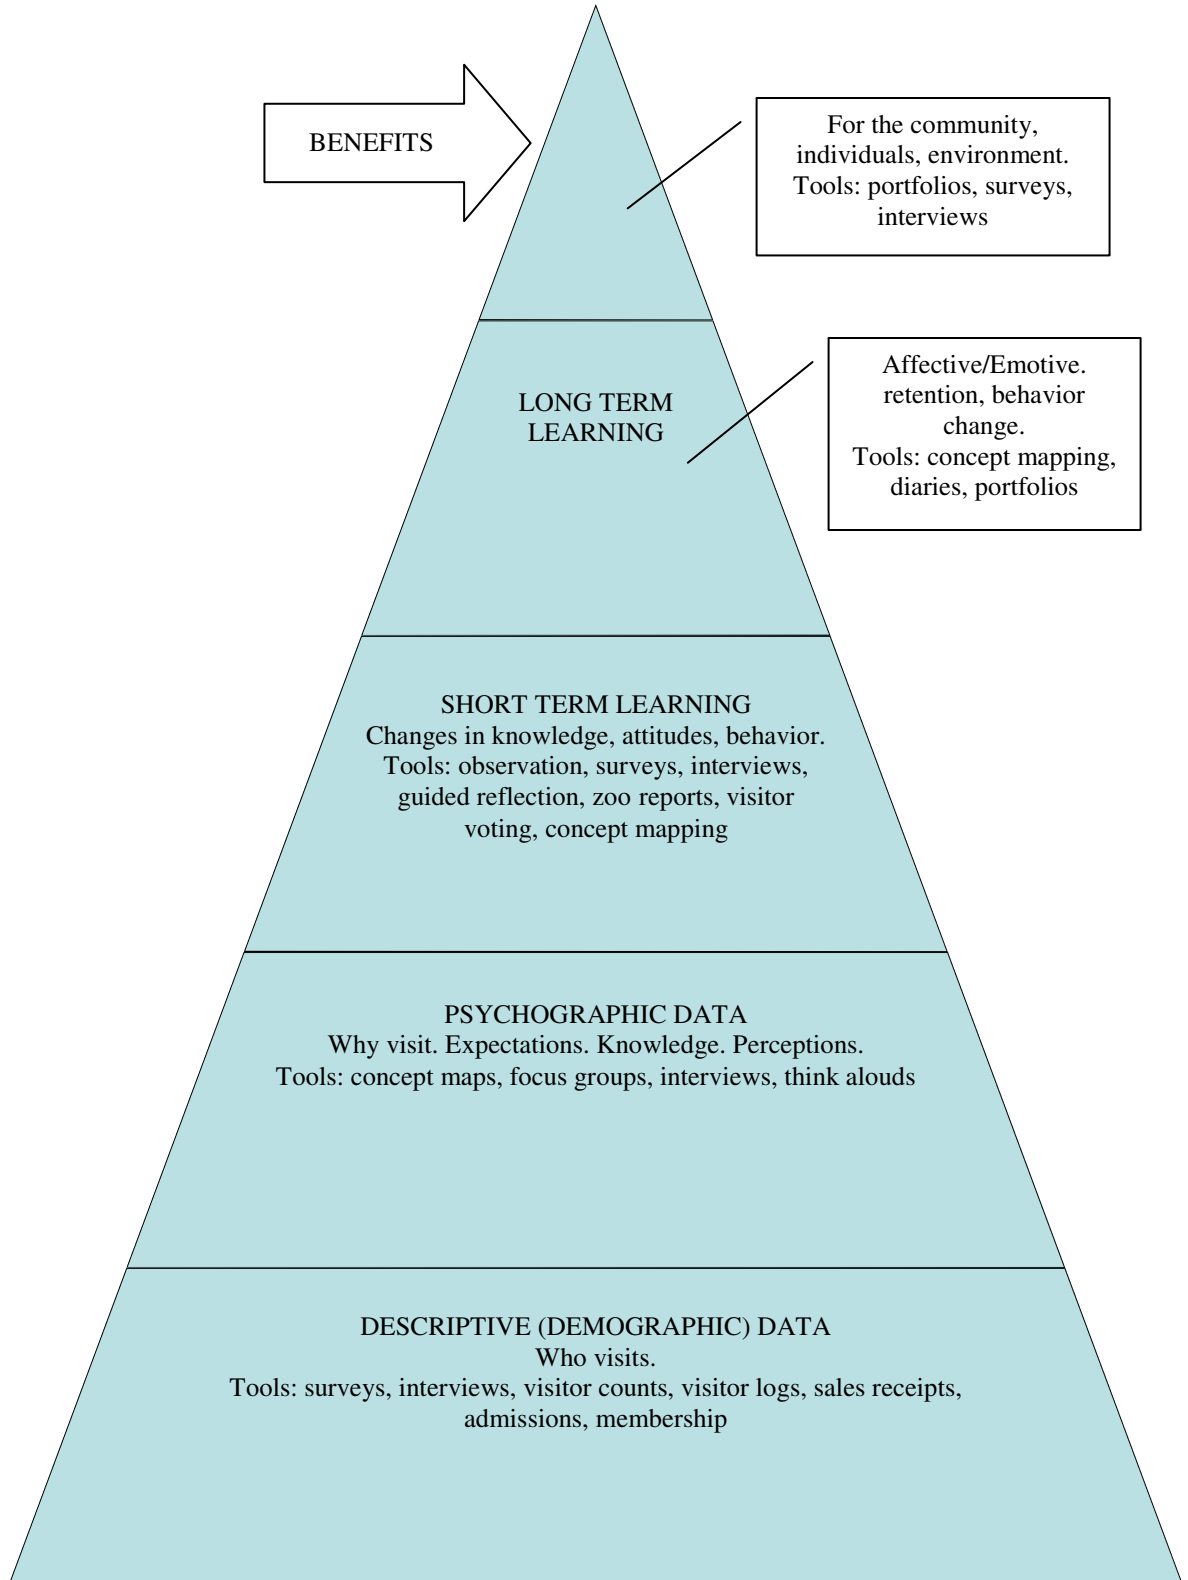 BENEFITS
For the community,
individuals, environment.
Tools: portfolios, surveys,
interviews
LONG TERM
LEARNING
Affective/Emotive.
retention, behavior
change.
Tools: concept mapping,
diaries, portfolios
SHORT TERM LEARNING
Changes in knowledge, attitudes, behavior.
Tools: observation, surveys, interviews,
guided reflection, zoo reports, visitor
voting, concept mapping
PSYCHOGRAPHIC DATA
Why visit. Expectations. Knowledge. Perceptions.
Tools: concept maps, focus groups, interviews, think alouds
DESCRIPTIVE (DEMOGRAPHIC) DATA
Who visits.
Tools: surveys, interviews, visitor counts, visitor logs, sales receipts,
admissions, membership